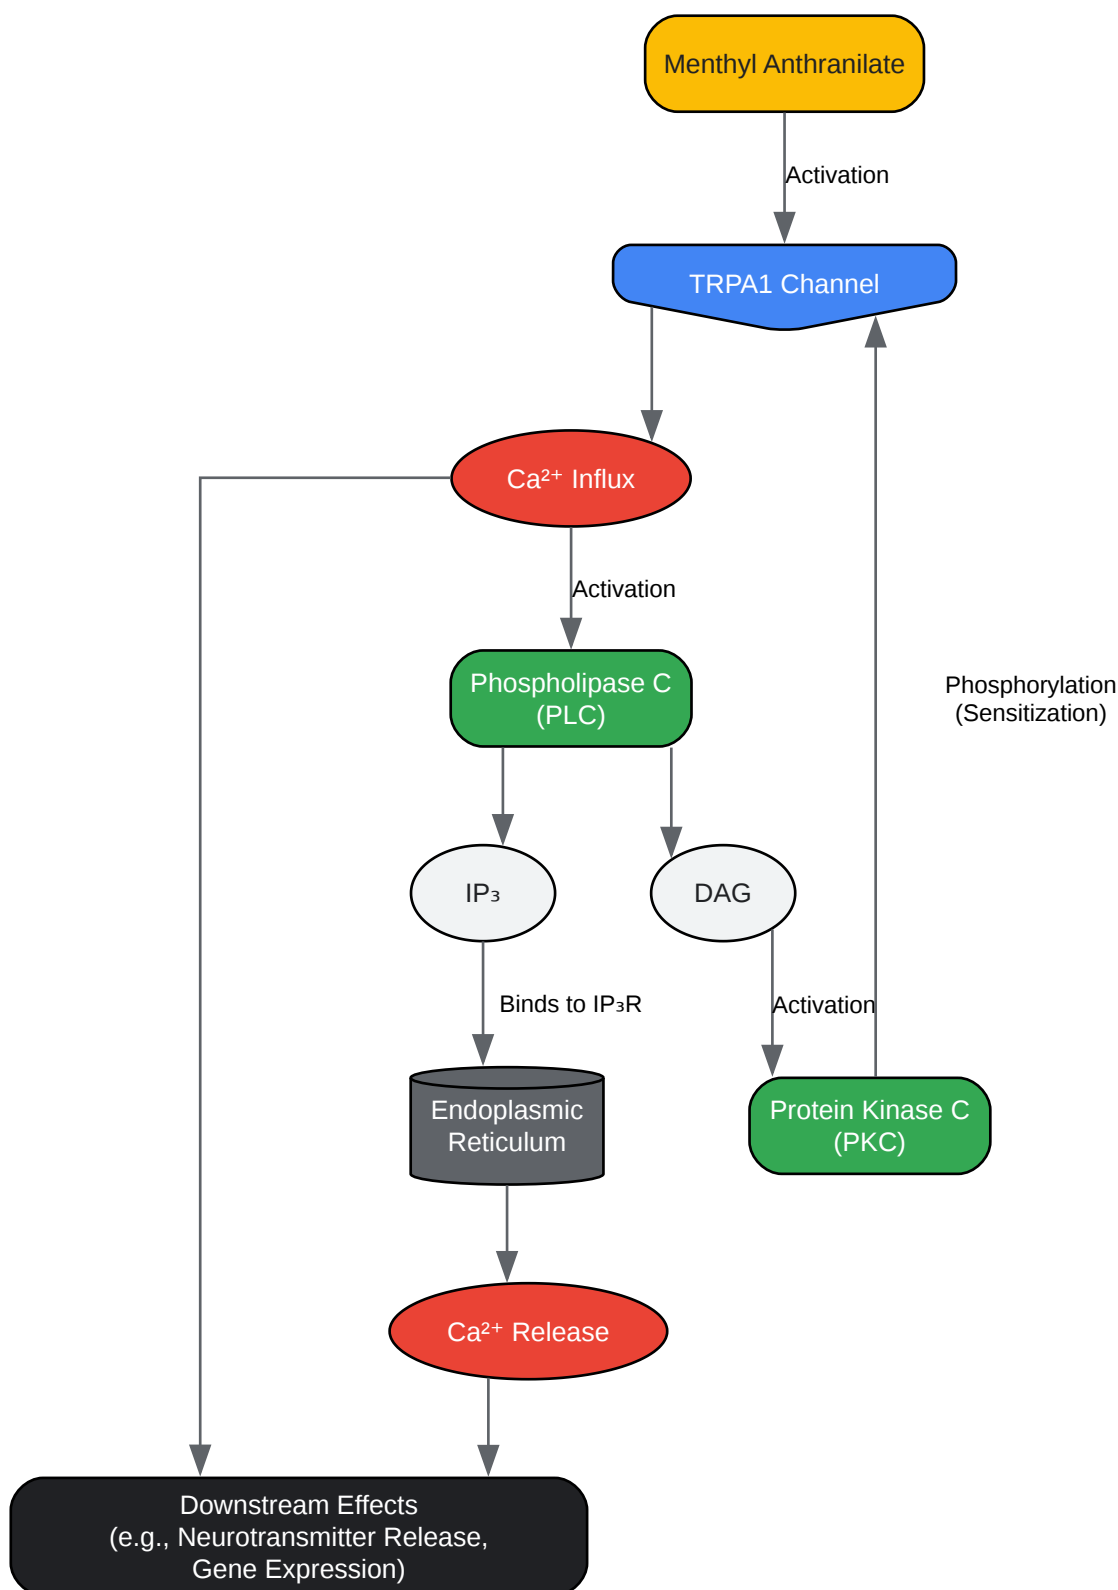 Menthyl Anthranilate
Activation
TRPA1 Channel
Ca²⁺ Influx
Activation
Phospholipase C
(PLC)
Phosphorylation
(Sensitization)
IP₃
DAG
Binds to IP₃R
Activation
Endoplasmic
Reticulum
Protein Kinase C
(PKC)
Ca²⁺ Release
Downstream Effects
(e.g., Neurotransmitter Release,
Gene Expression)